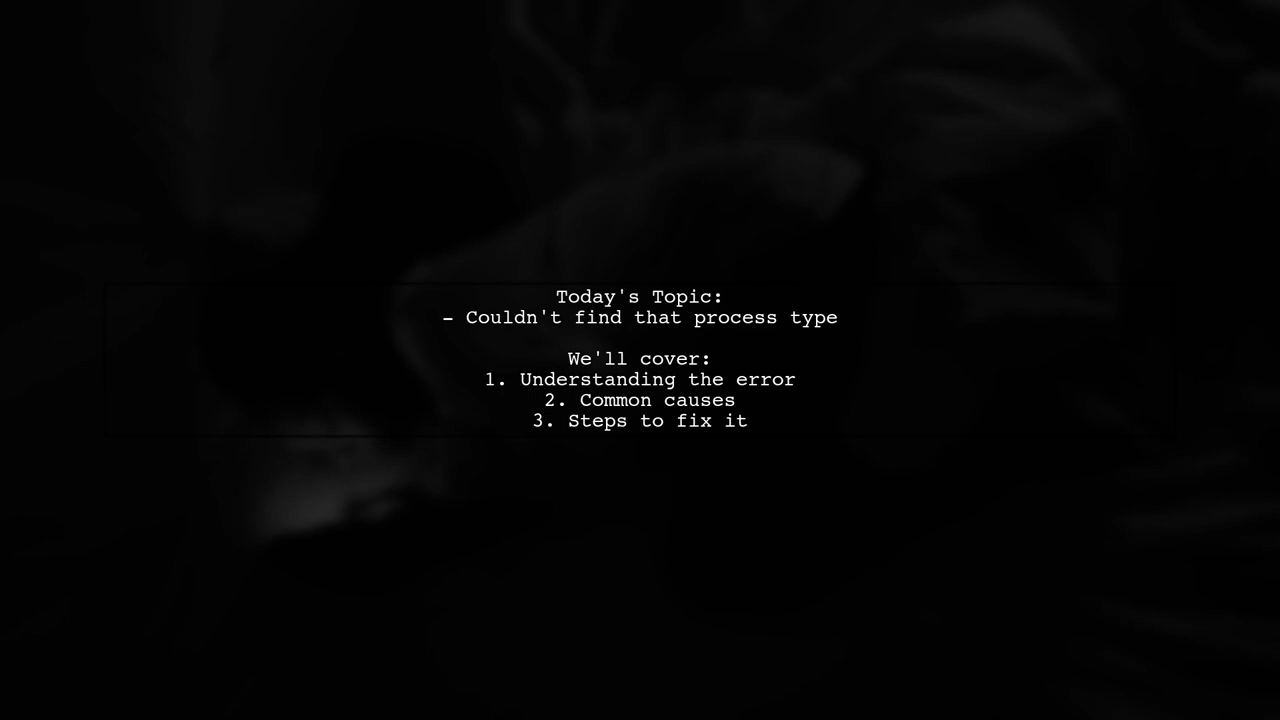 Today's Topic:
– Couldn't find that process type
We'll cover:
1. Understanding the error
2. Common causes
3. Steps to fix it